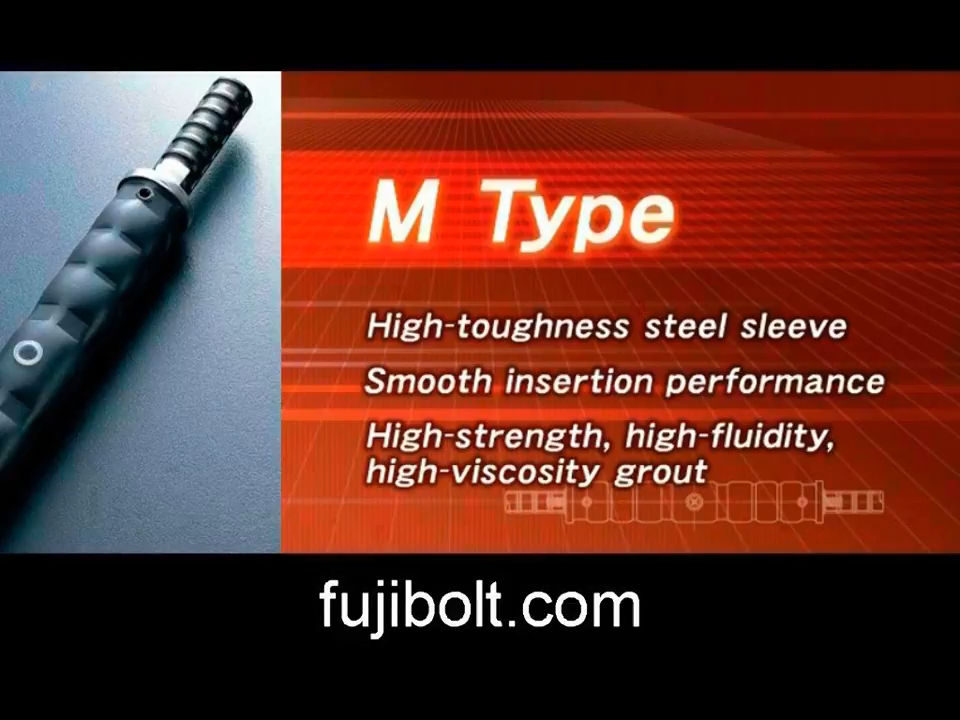 M Type
High-toughness steel sleeve
Smooth insertion performance
High-strength, high-fluidity,
high-viscosity grout
fujibolt.com